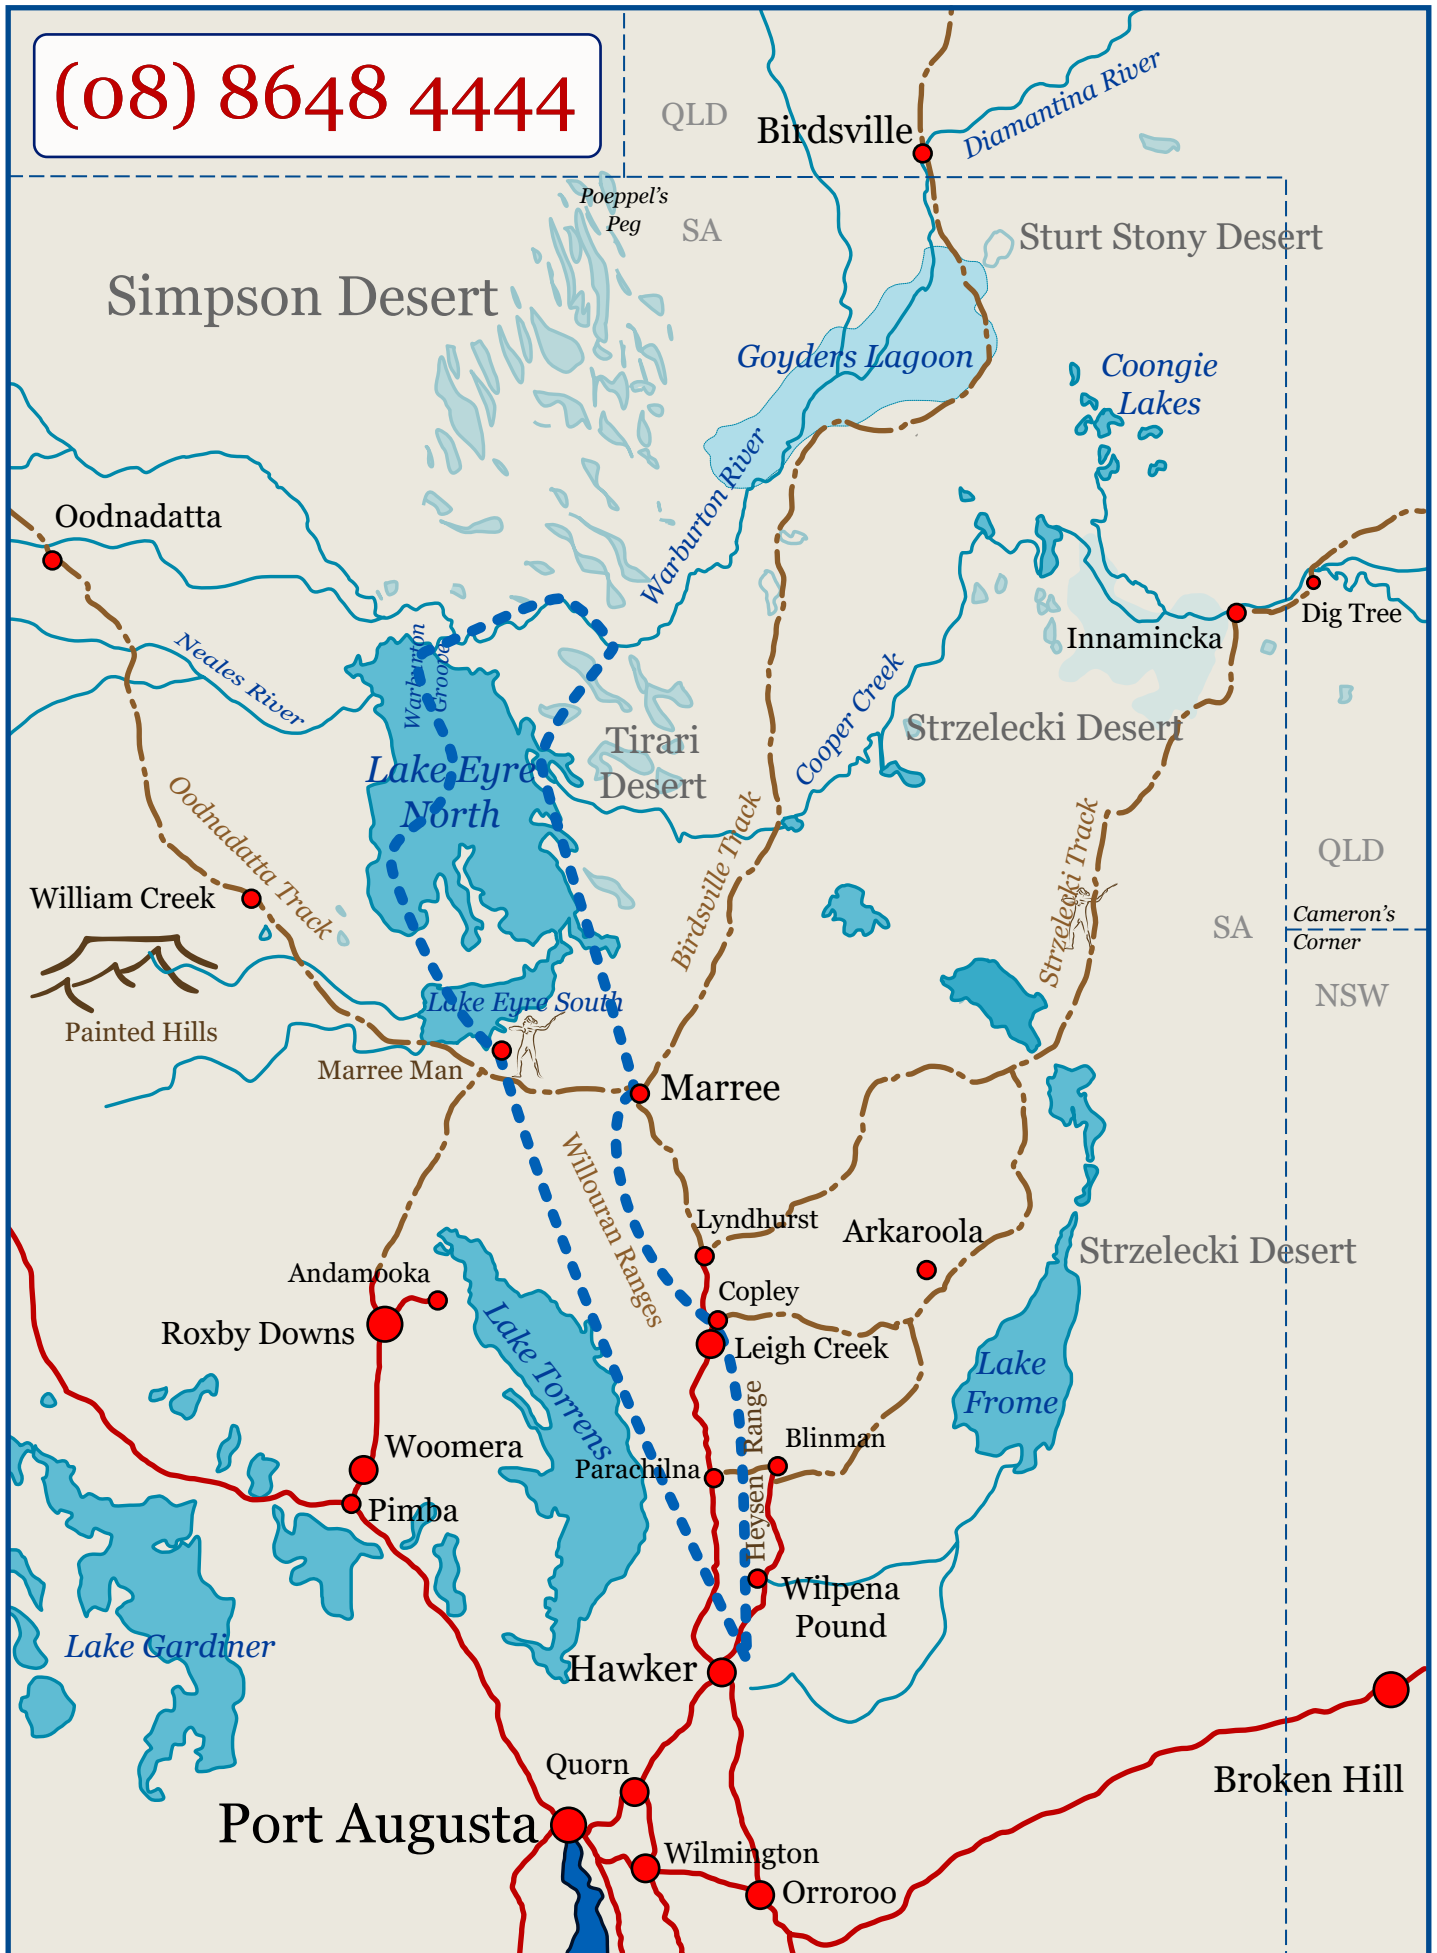 (08) 8648 4444
QLD
Birdsville
Diamantina River
Poeppel's
Peg
SA
Sturt Stony Desert
Simpson Desert
Goyders Lagoon
Coongie
Lakes
Warburton River
Oodnadatta
Dig Tree
Innamincka
Neales River
Warburton
Groove
Cooper Creek
Strzelecki Desert
Tirari
Desert
Lake Eyre
North
Oodnadatta Track
Birdsville Track
Strzelecki Track
QLD
William Creek
Cameron's
Corner
SA
NSW
Lake Eyre South
Painted Hills
Marree Man
Marree
Willouran Ranges
Lyndhurst
Arkaroola
Strzelecki Desert
Andamooka
Copley
Roxby Downs
Leigh Creek
Lake Torrens
Lake
Frome
Heysen Range
Woomera
Blinman
Parachilna
Pimba
Wilpena
Pound
Lake Gardiner
Hawker
Quorn
Broken Hill
Port Augusta
Wilmington
Orroroo